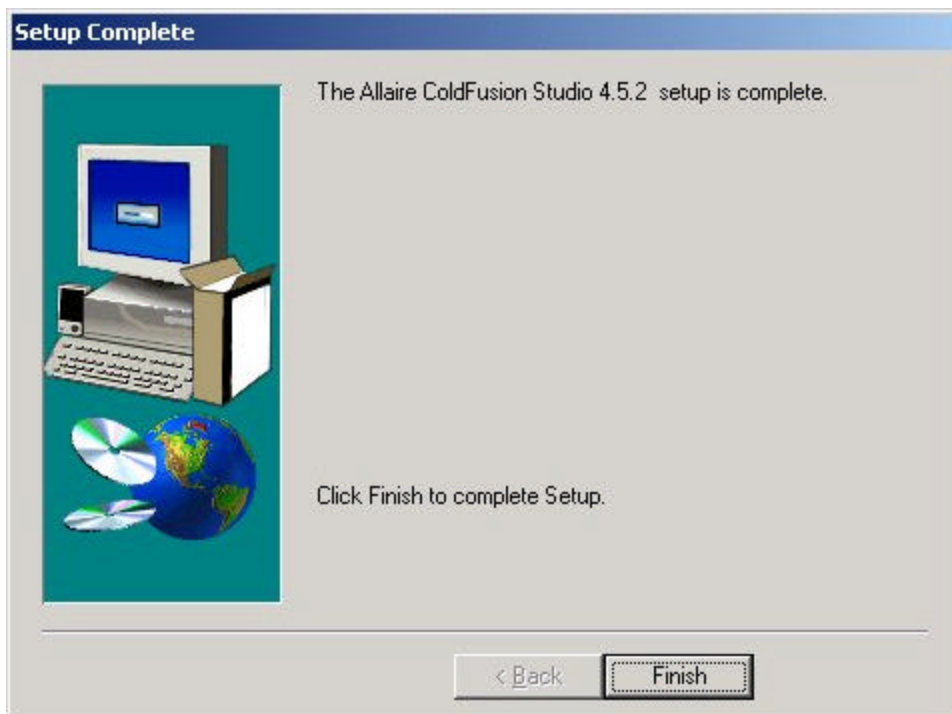 Setup Complete
The Allaire ColdFusion Studio 4.5.2  setup is complete.
Click Finish to complete Setup.
< Back
Finish